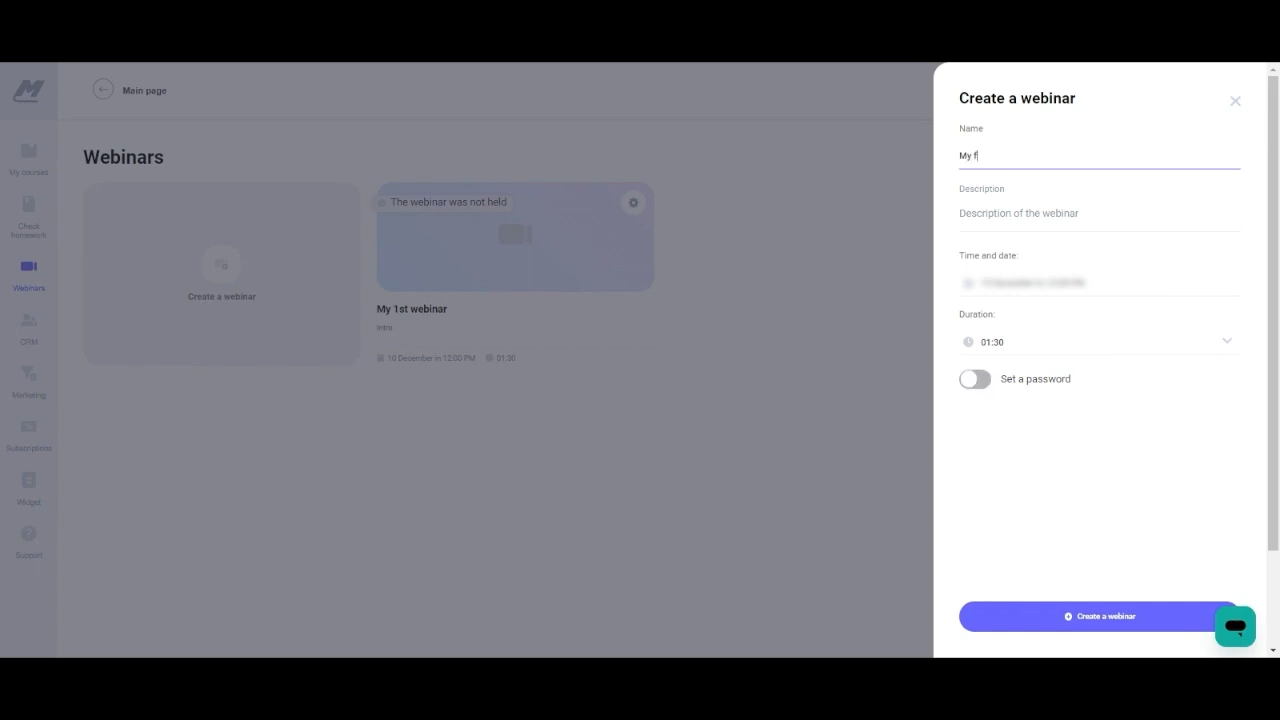 Main page
Webinars
My courses
Check
homework
Webinars
CRM
Marketing
Subscriptions
Widget
Support
Create a webinar
The webinar was not held
My 1st webinar
Intro
10 December in 12:00 PM
01:30
Create a webinar
Name
My f
Description
Description of the webinar
Time and date:
Duration:
01:30
Set a password
Create a webinar